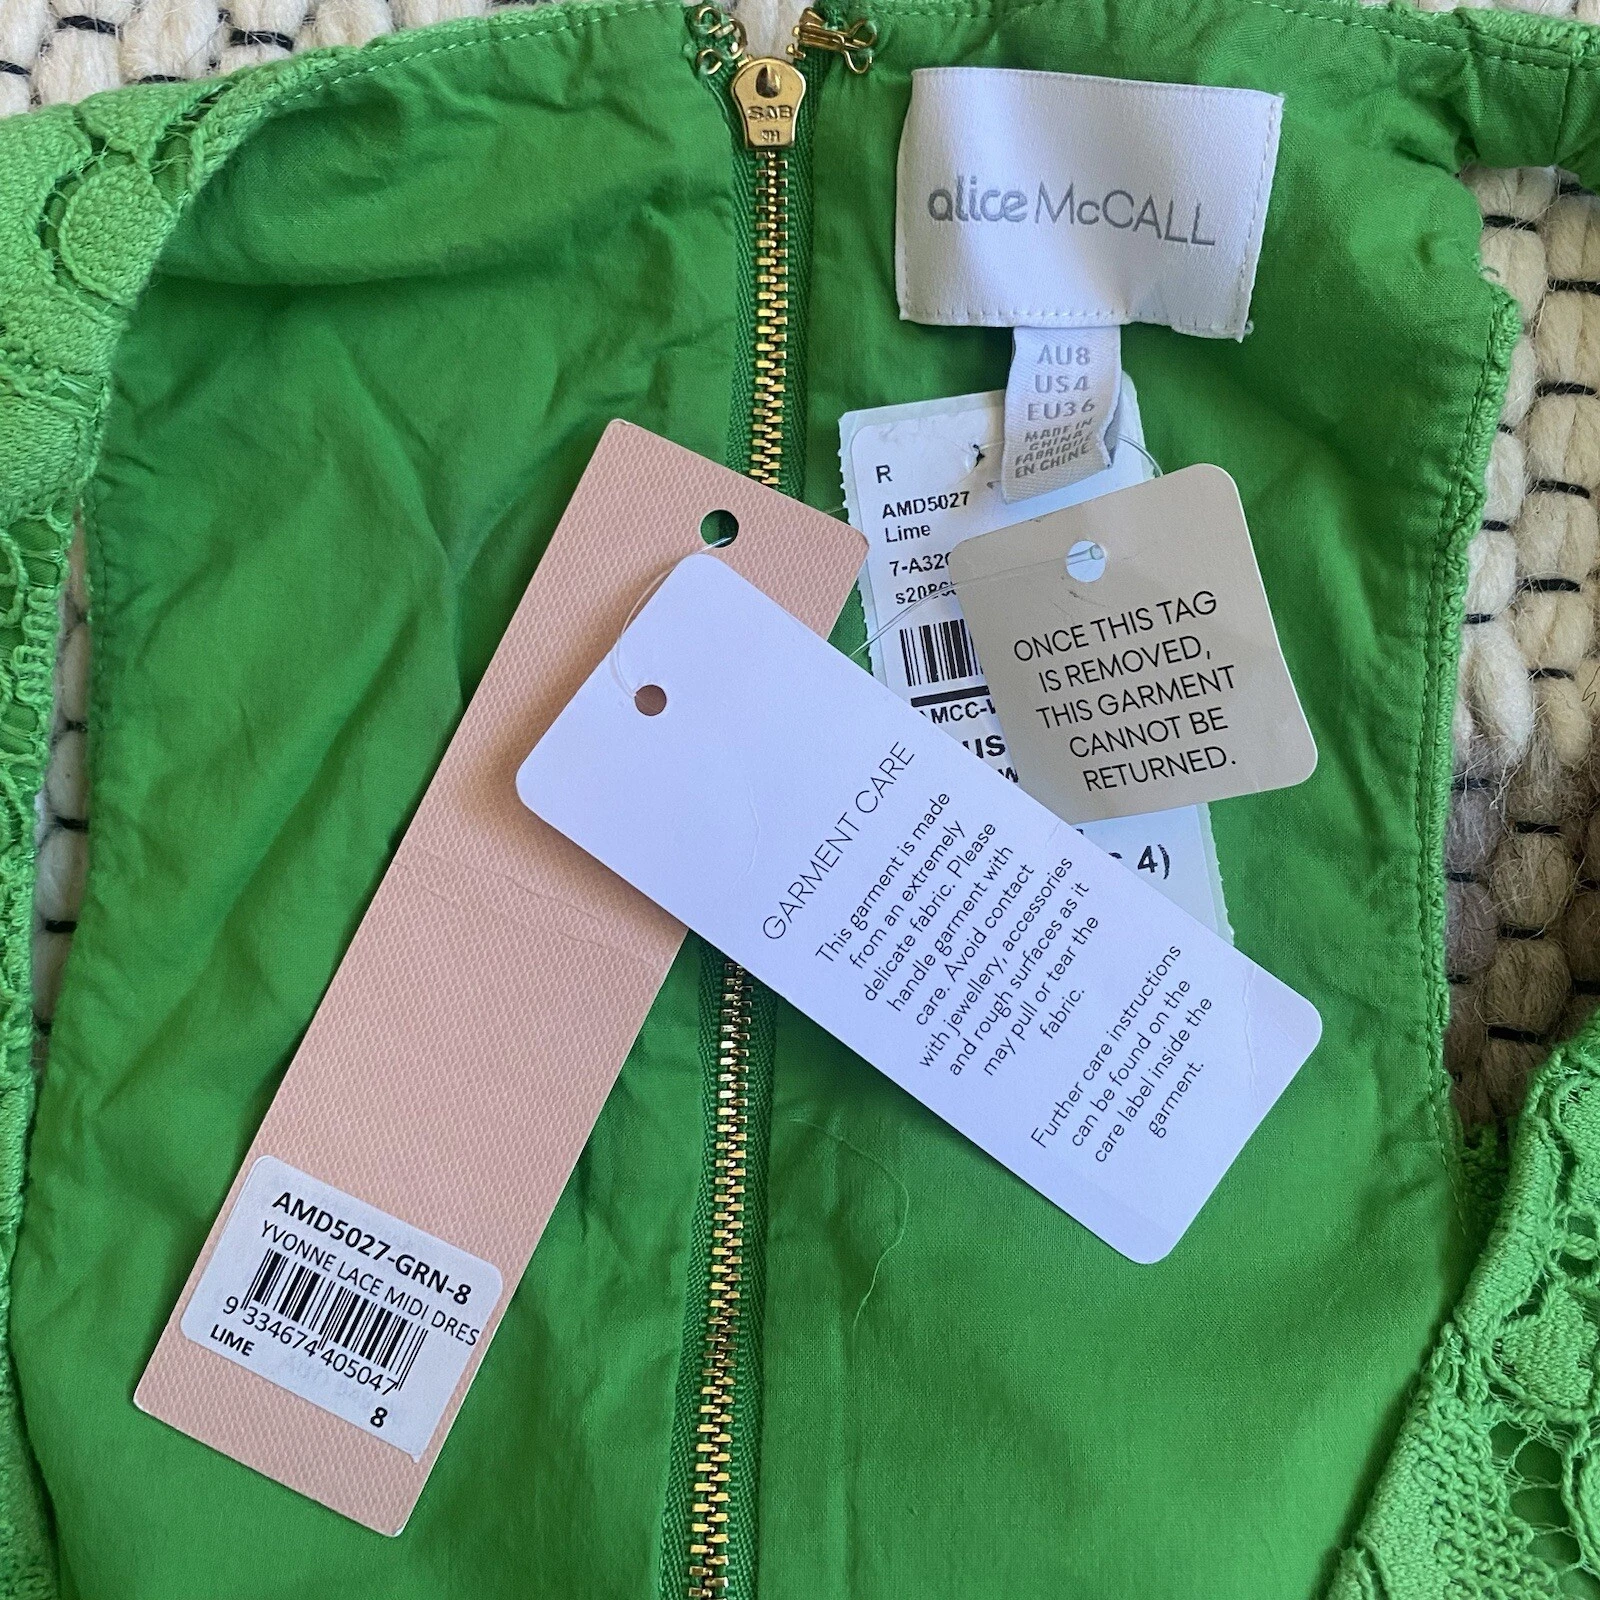 SAB
alice McCALL
AU8
US4
EU36
MADE IN
CHINA
FABRIQUE
EN CHINE
R
AMD5027
Lime
4)
ONCE THIS TAG
IS REMOVED,
THIS GARMENT
CANNOT BE
RETURNED.
GARMENT CARE
This garment is made
from an extremely
delicate fabric. Please
handle garment with
care. Avoid contact
with jewellery, accessories
and rough surfaces as it
may pull or tear the
fabric.
Further care instructions
can be found on the
care label inside the
garment.
AMD5027-GRN-8
YVONNE LACE MIDI DRES
9 334674 405047
LIME
8